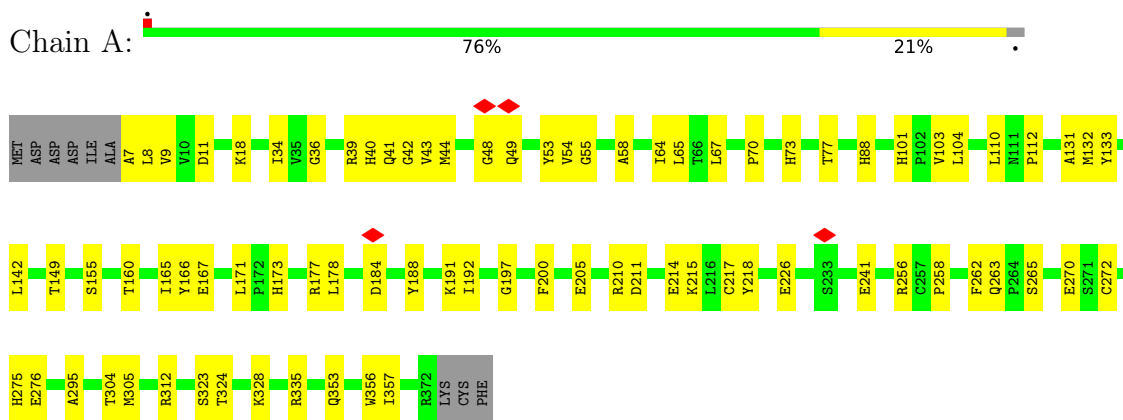 Chain A: 76% 21% •
MET ASP ASP ASP ILE ALA A7 L8 V9 V10 D11 K18 I34 V35 G36 R39 H40 Q41 G42 V43 M44 G48 Q49 Y53 V54 G55 A58 I64 L65 T66 L67 P70 H73 T77 H88 H101 P102 V103 L104 L110 N111 P112 A131 M132 Y133
L142 T149 S155 T160 I165 Y166 E167 L171 P172 H173 R177 L178 D184 Y188 K191 I192 G197 F200 E205 R210 D211 E214 K215 L216 C217 Y218 E226 S233 E241 R256 C257 P258 F262 Q263 P264 S265 E270 S271 C272
H275 E276 A295 T304 M305 R312 S323 T324 K328 R335 Q353 W356 I357 R372 LYS CYS PHE